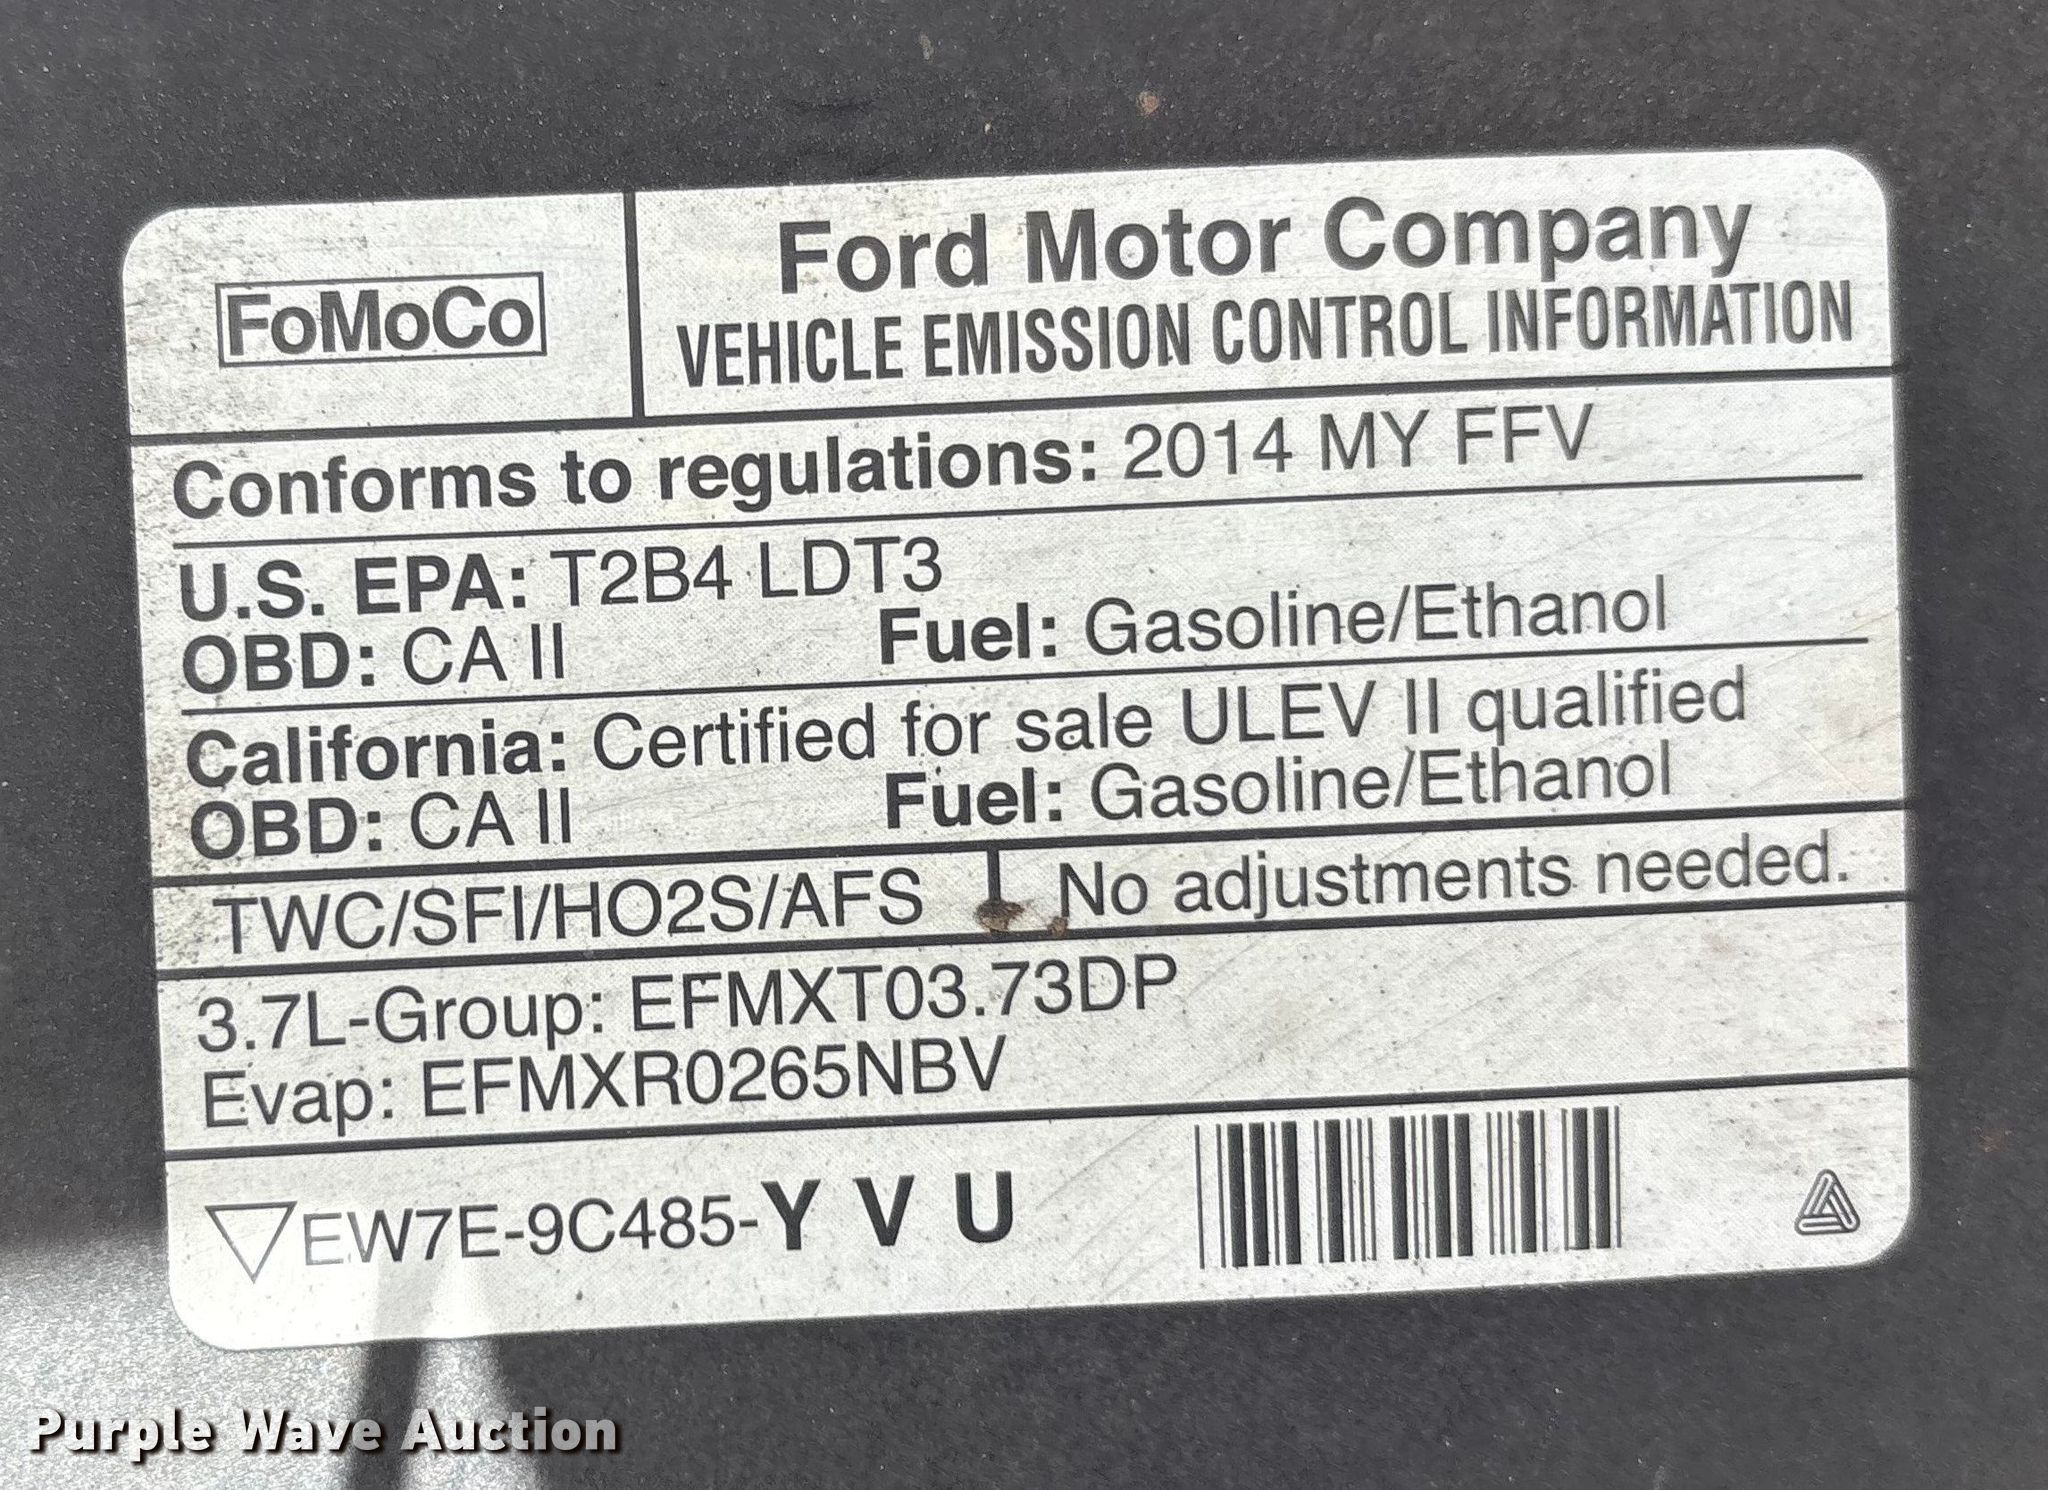 FoMoCo
Ford Motor Company
VEHICLE EMISSION CONTROL INFORMATION
Conforms to regulations: 2014 MY FFV
U.S. EPA: T2B4 LDT3
OBD: CA II Fuel: Gasoline/Ethanol
California: Certified for sale ULEV II qualified
OBD: CA II Fuel: Gasoline/Ethanol
TWC/SFI/HO2S/AFS No adjustments needed.
3.7L-Group: EFMXT03.73DP
Evap: EFMXR0265NBV
EW7E-9C485-Y V U
Purple Wave Auction